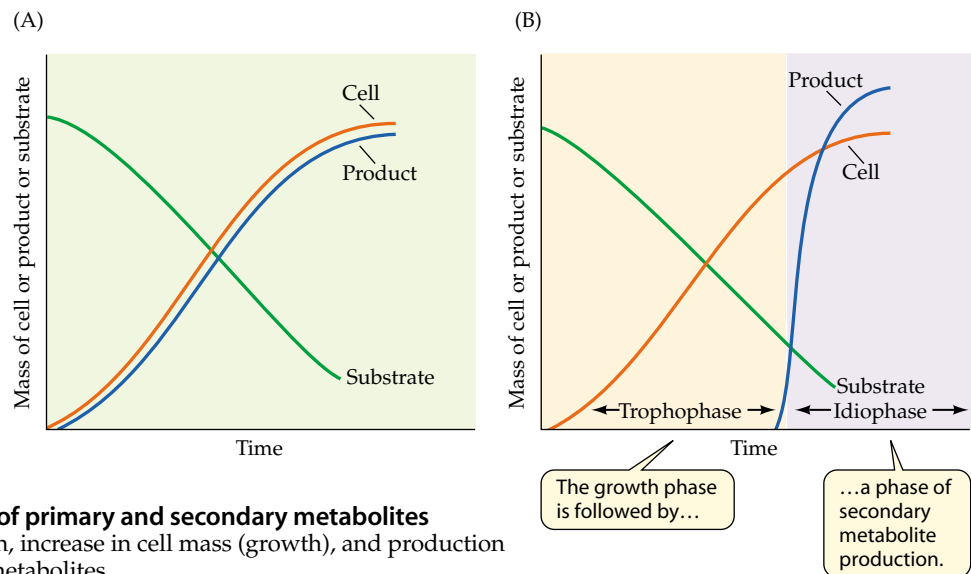 (A)
Mass of cell or product or substrate
Cell
Product
Substrate
Time
(B)
Mass of cell or product or substrate
Product
Cell
Substrate
Trophophase
Idiophase
Time
The growth phase
is followed by…
…a phase of
secondary
metabolite
production.
of primary and secondary metabolites
, increase in cell mass (growth), and production
metabolites